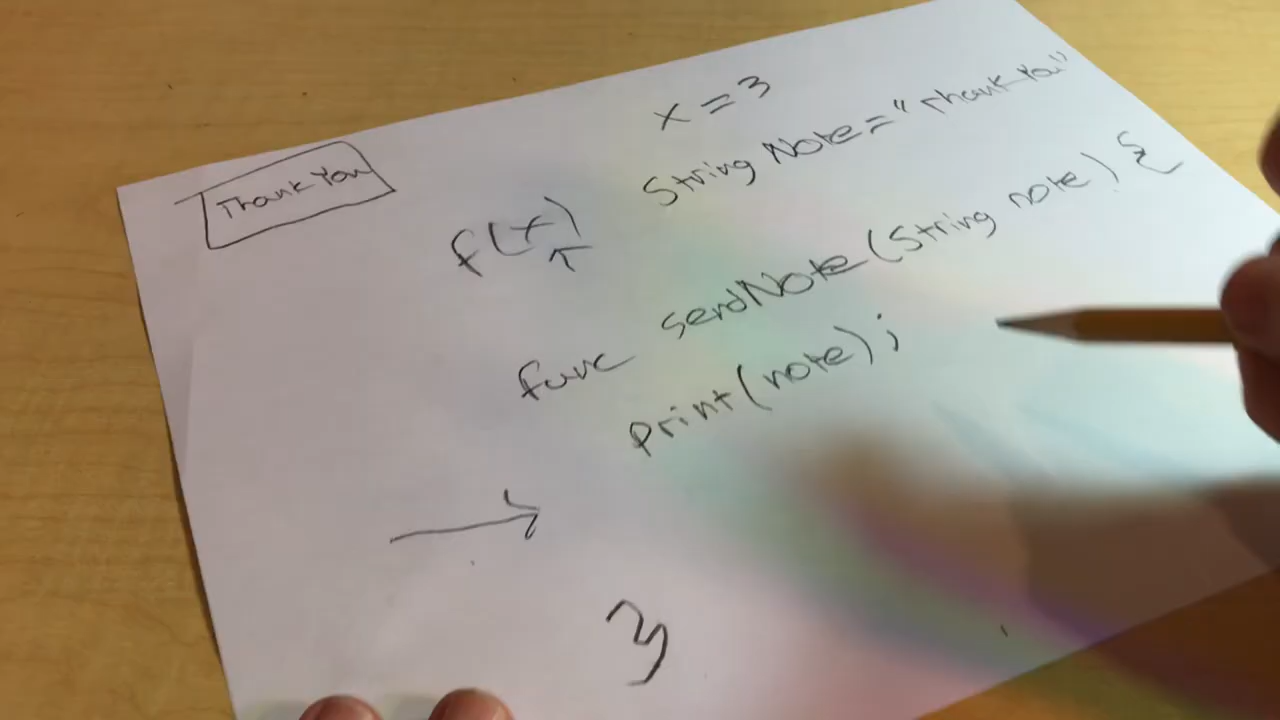 x = 3
String Note = "Thank You"
Thank You
f(x)
func sendNote (String note) {
print(note);
}